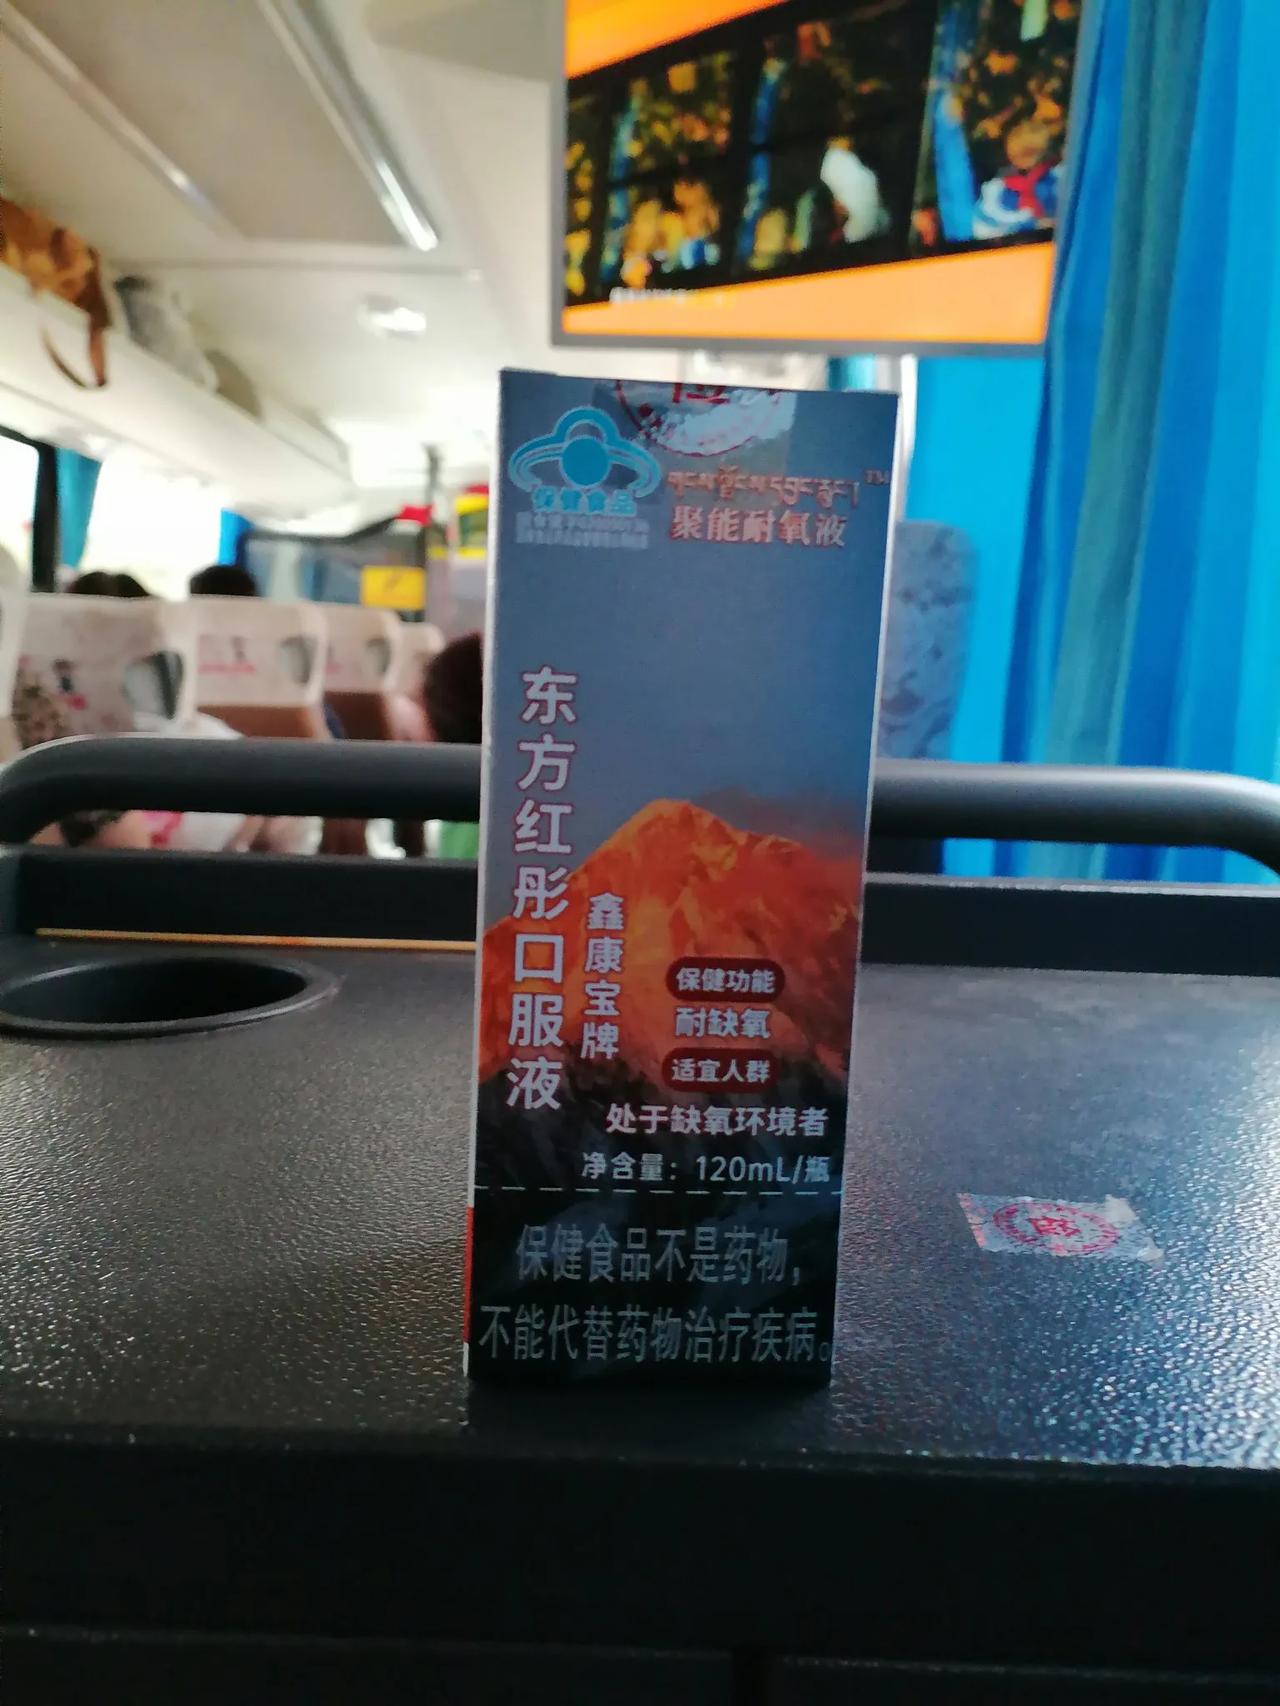 保健食品
聚能耐氧液
TM
东方红彤口服液
鑫康宝牌
保健功能
耐缺氧
适宜人群
处于缺氧环境者
净含量：120mL/瓶
保健食品不是药物，
不能代替药物治疗疾病。